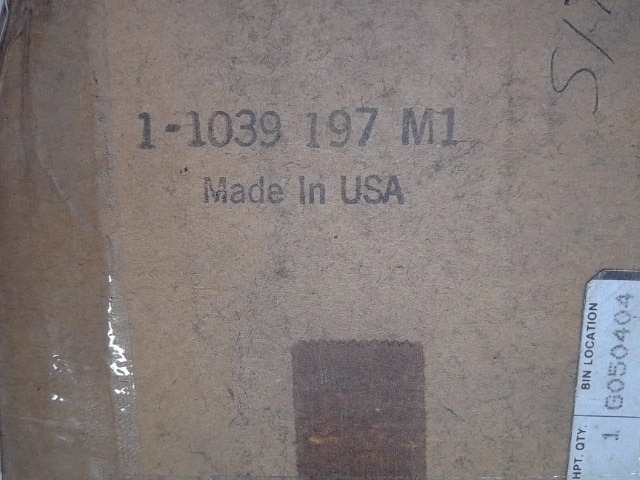 1-1039 197 M1
Made In USA
BIN LOCATION
G050404
HPT. QTY.
1